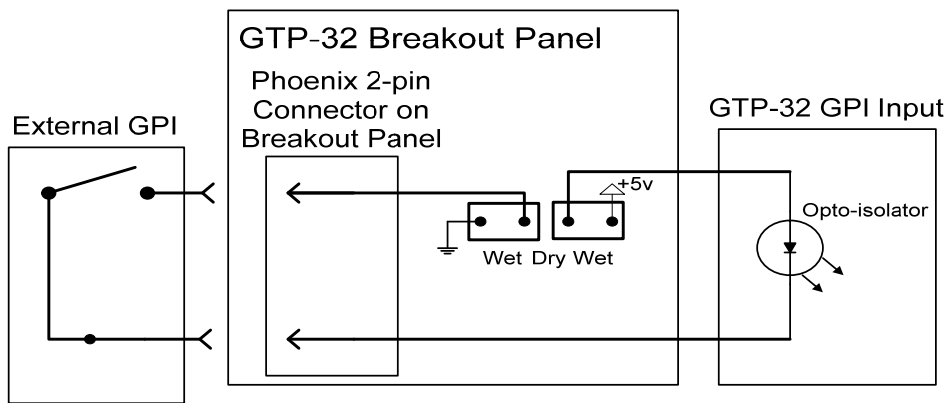 GTP-32 Breakout Panel
Phoenix 2-pin
Connector on
Breakout Panel
External GPI
GTP-32 GPI Input
+5v
Opto-isolator
Wet Dry Wet